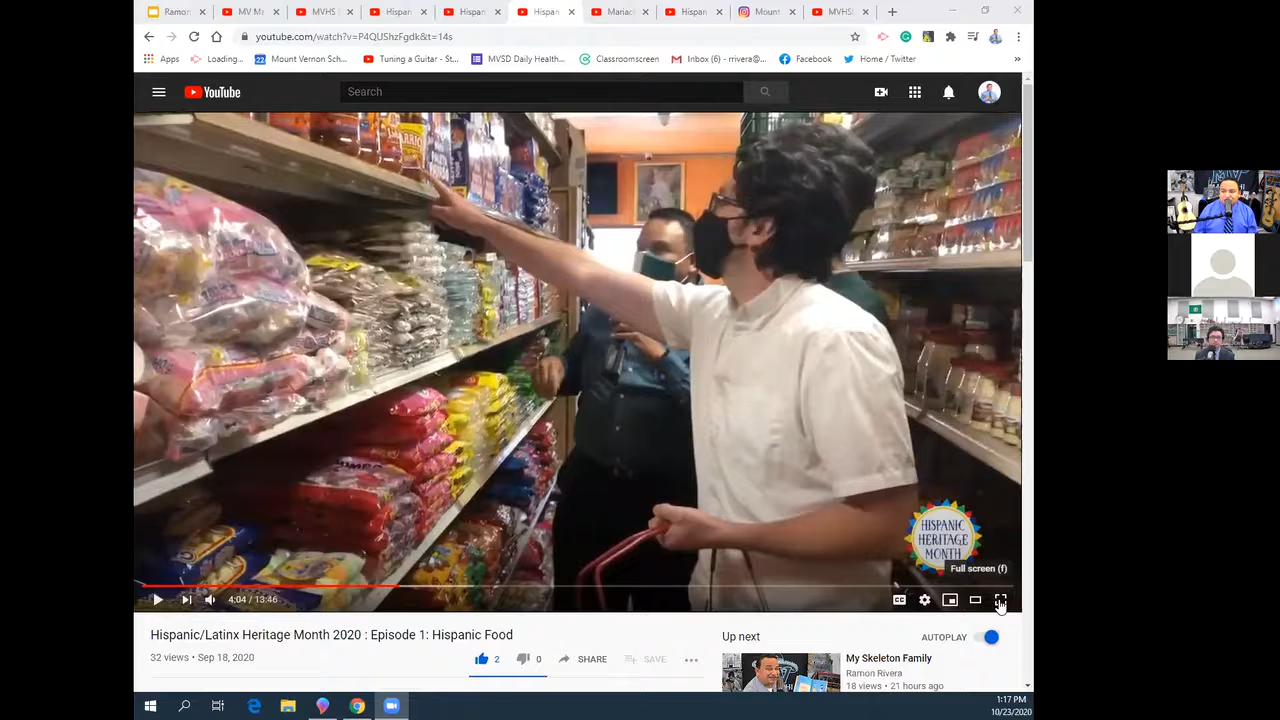 Ramon
MV Ma
MVHS
Hispan
Hispan
Hispan
Mariac
Hispan
Mount
MVHS:
youtube.com/watch?v=P4QUShzFgdk&t=14s
Apps
Loading...
Mount Vernon Sch...
Tuning a Guitar - St...
MVSD Daily Health...
Classroomscreen
Inbox (6) - rrivera@...
Facebook
Home / Twitter
YouTube
Search
HISPANIC
HERITAGE
MONTH
Full screen (f)
4:04 / 13:46
Hispanic/Latinx Heritage Month 2020 : Episode 1: Hispanic Food
32 views • Sep 18, 2020
2
0
SHARE
SAVE
Up next
AUTOPLAY
My Skeleton Family
Ramon Rivera
18 views • 21 hours ago
1:17 PM
10/23/2020